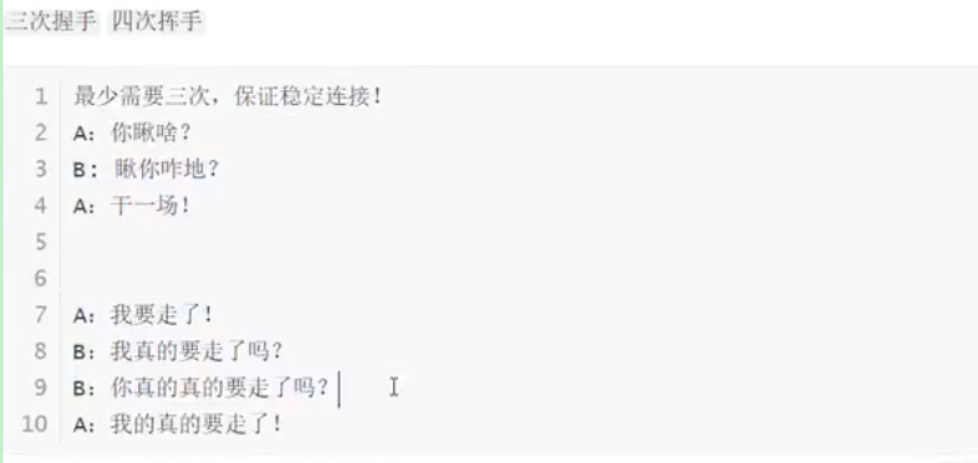 三次握手 四次挥手
1 最少需要三次，保证稳定连接！
2 A：你瞅啥？
3 B：瞅你咋地？
4 A：干一场！
5
6
7 A：我要走了！
8 B：我真的要走了吗？
9 B：你真的真的要走了吗？
10 A：我的真的要走了！